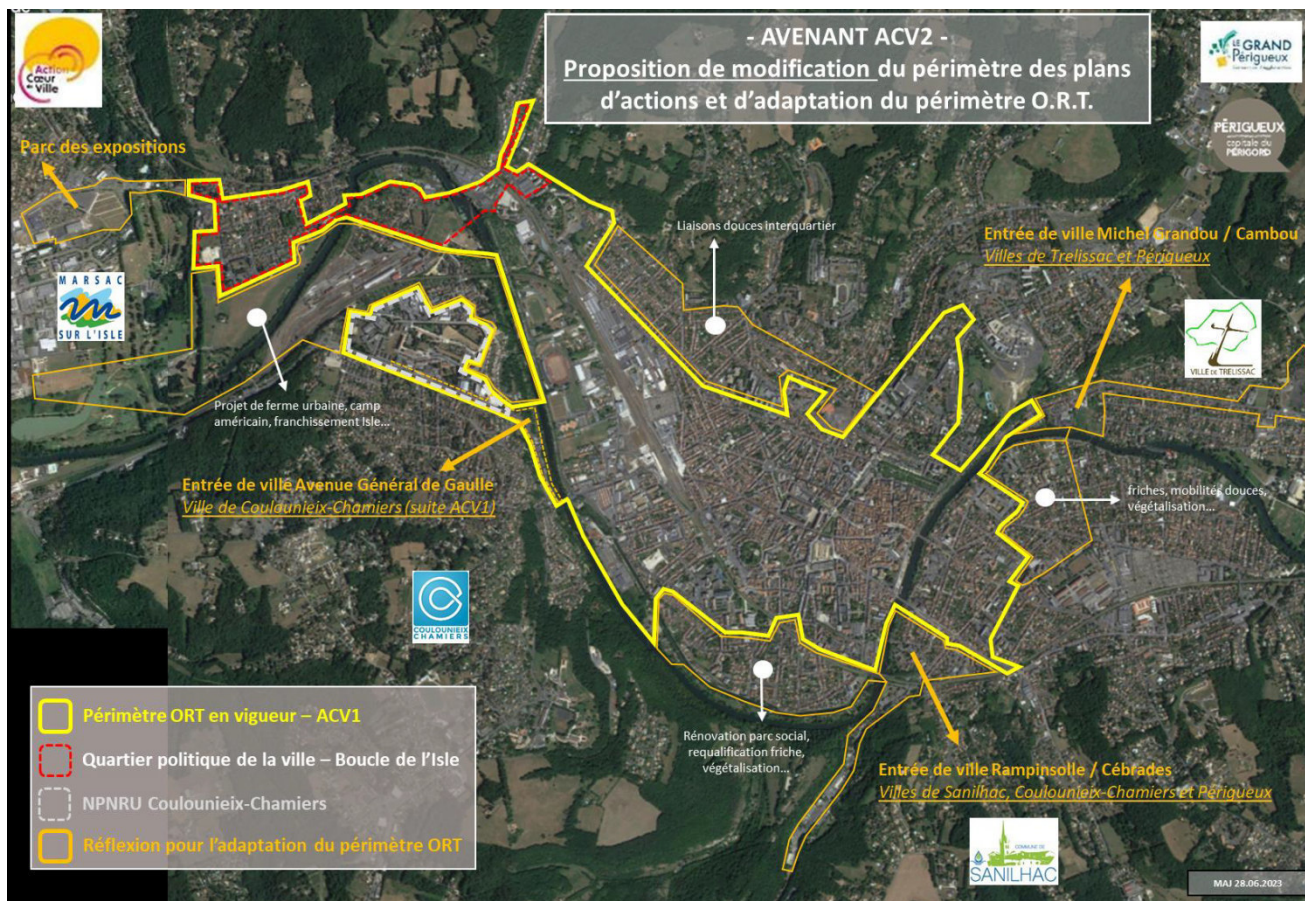 de
- AVENANT ACV2 -
Proposition de modification du périmètre des plans
d'actions et d'adaptation du périmètre O.R.T.
Action
Cœur
de
Ville
LE GRAND
Périgueux
PÉRIGUEUX
capitale du
PÉRIGORD
Parc des expositions
Liaisons douces interquartier
Entrée de ville Michel Grandou / Cambou
Villes de Trelissac et Périgueux
MARSAC
SUR L'ISLE
VILLE DE TRELISSAC
Projet de ferme urbaine, camp
américain, franchissement Isle...
Entrée de ville Avenue Général de Gaulle
Ville de Coulounieix-Chamiers (suite ACV1)
friches, mobilités douces,
végétalisation...
COULOUNIEIX
CHAMIERS
Rénovation parc social,
requalification friche,
végétalisation...
Entrée de ville Rampinsolle / Cébrades
Villes de Sanilhac, Coulounieix-Chamiers et Périgueux
COMMUNE DE
SANILHAC
Périmètre ORT en vigueur – ACV1
Quartier politique de la ville – Boucle de l'Isle
NPNRU Coulounieix-Chamiers
Réflexion pour l'adaptation du périmètre ORT
MAJ 28.06.2023